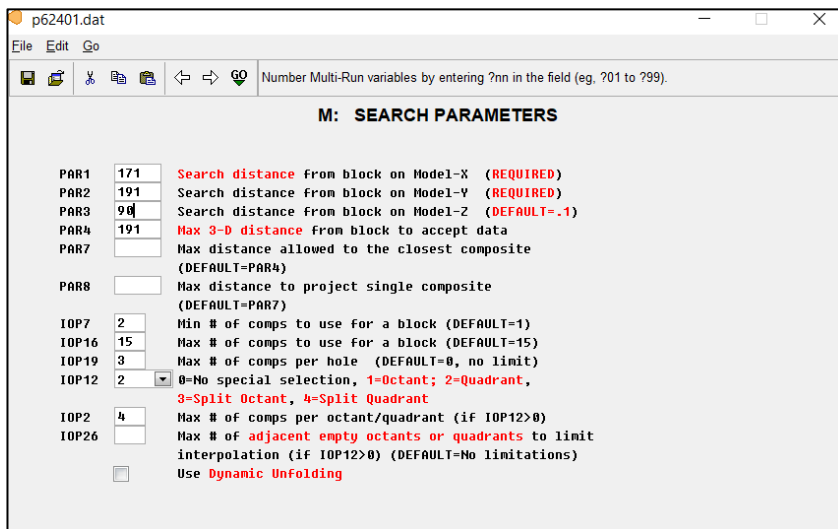 p62401.dat
File Edit Go
GO Number Multi-Run variables by entering ?nn in the field (eg, ?01 to ?99).
M: SEARCH PARAMETERS
PAR1 171 Search distance from block on Model-X (REQUIRED)
PAR2 191 Search distance from block on Model-Y (REQUIRED)
PAR3 90 Search distance from block on Model-Z (DEFAULT=.1)
PAR4 191 Max 3-D distance from block to accept data
PAR7 Max distance allowed to the closest composite
(DEFAULT=PAR4)
PAR8 Max distance to project single composite
(DEFAULT=PAR7)
IOP7 2 Min # of comps to use for a block (DEFAULT=1)
IOP16 15 Max # of comps to use for a block (DEFAULT=15)
IOP19 3 Max # of comps per hole (DEFAULT=0, no limit)
IOP12 2 0=No special selection, 1=Octant; 2=Quadrant,
3=Split Octant, 4=Split Quadrant
IOP2 4 Max # of comps per octant/quadrant (if IOP12>0)
IOP26 Max # of adjacent empty octants or quadrants to limit
interpolation (if IOP12>0) (DEFAULT=No limitations)
Use Dynamic Unfolding